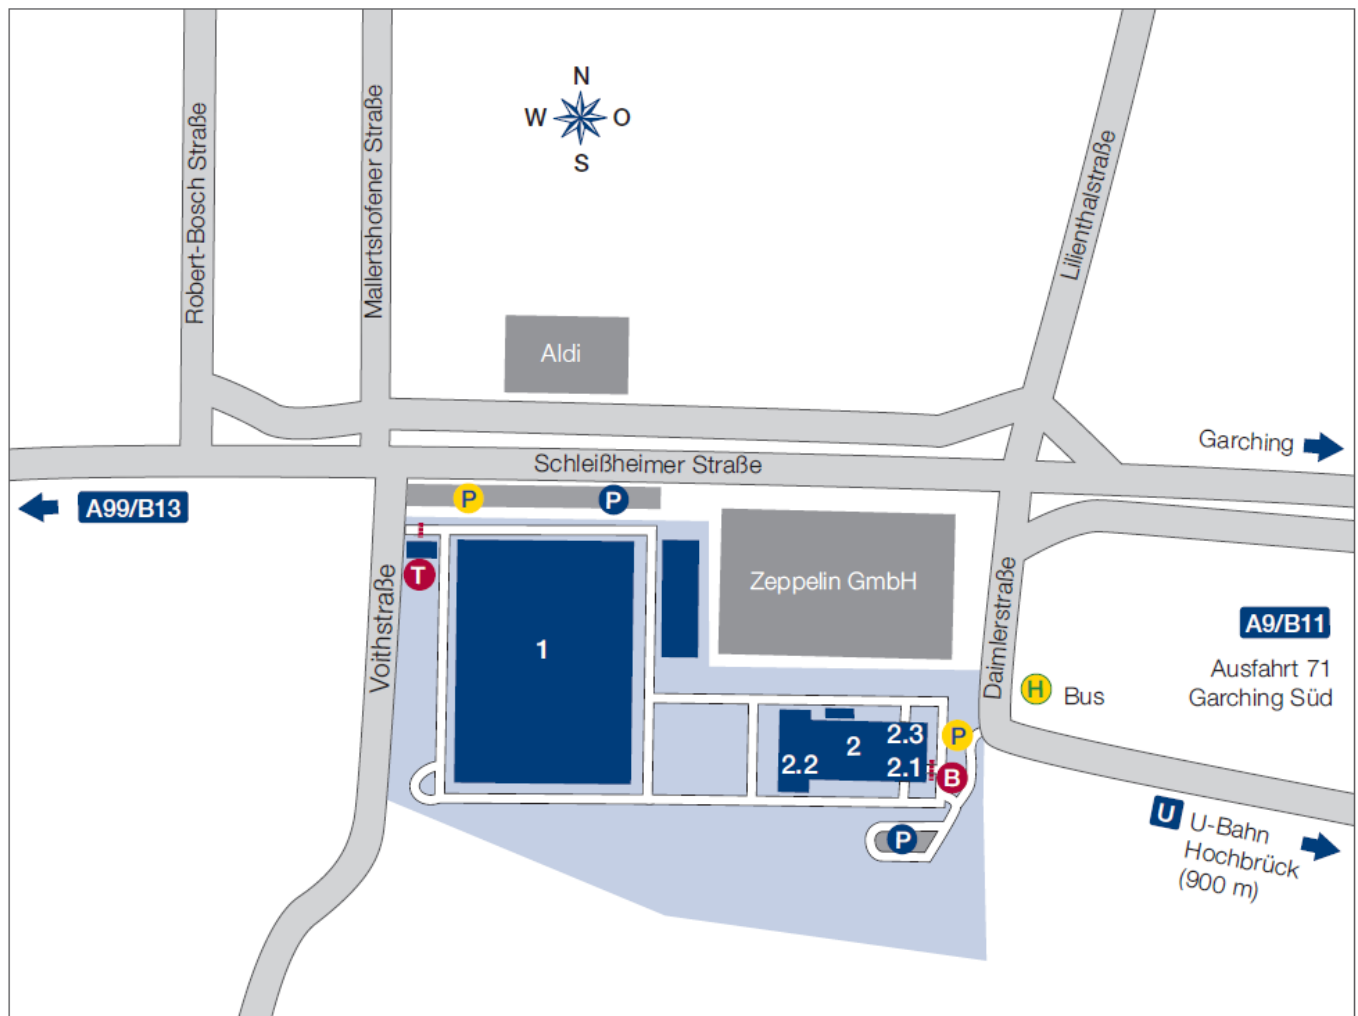 N
W O
S
Robert-Bosch Straße
Mallertshofener Straße
Lilienthalstraße
Aldi
Garching
Schleißheimer Straße
A99/B13
P
P
T
Voithstraße
1
Zeppelin GmbH
Daimlerstraße
A9/B11
Ausfahrt 71
Garching Süd
H Bus
2
2.3
2.2
2.1
P
B
P
U U-Bahn
Hochbrück
(900 m)